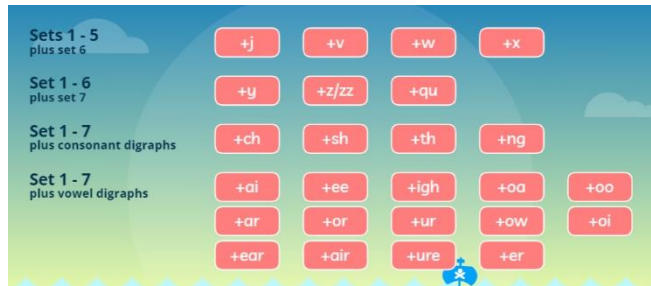 Sets 1 - 5
plus set 6
+j +v +w +x
Set 1 - 6
plus set 7
+y +z/zz +qu
Set 1 - 7
plus consonant digraphs
+ch +sh +th +ng
Set 1 - 7
plus vowel digraphs
+ai +ee +igh +oa +oo
+ar +or +ur +ow +oi
+ear +air +ure +er